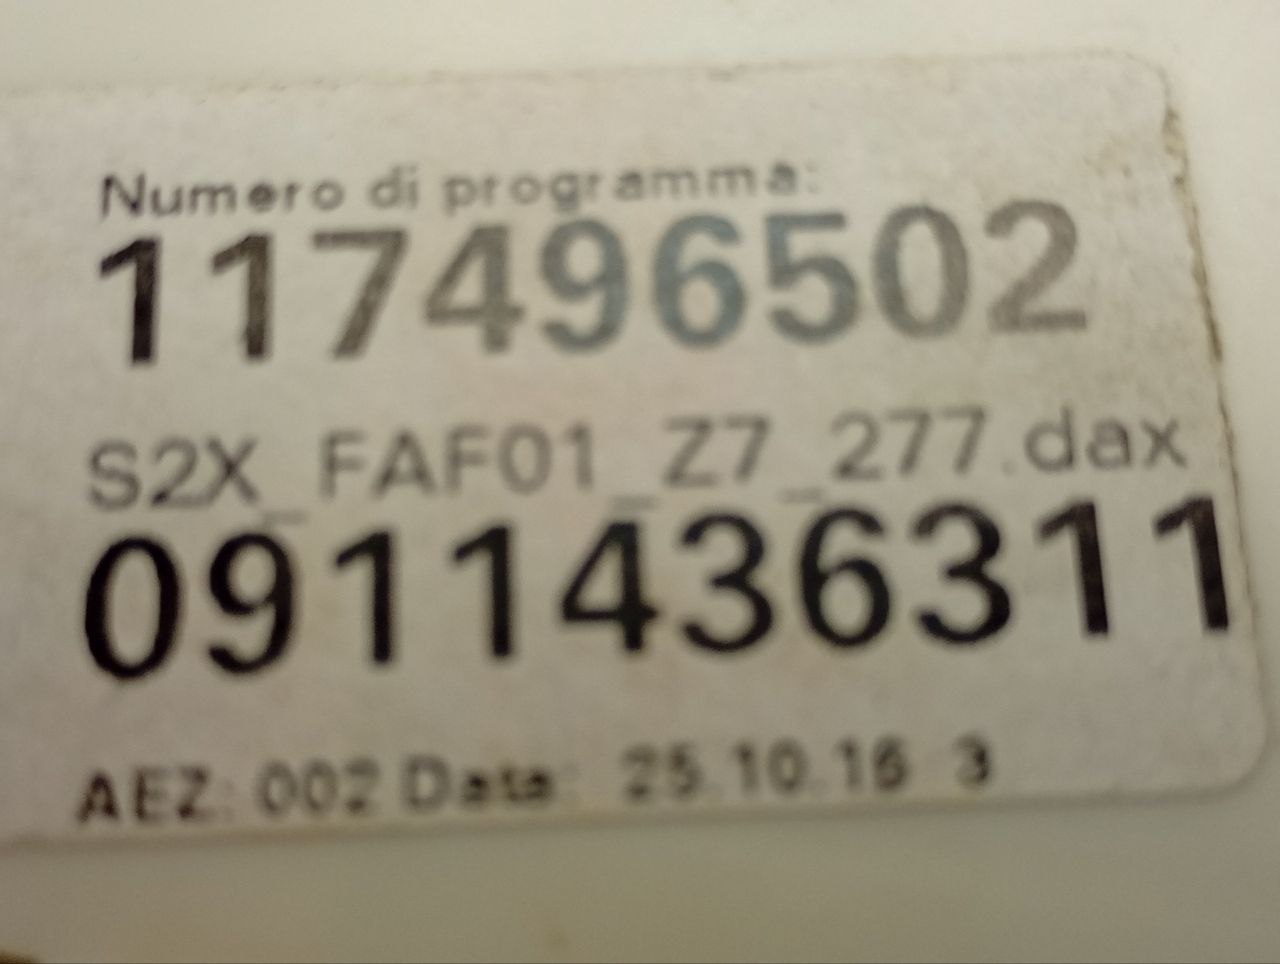 Numero di programma:
117496502
S2X_FAF01_Z7_277.dax
0911436311
AEZ: 002 Data: 25.10.16 3